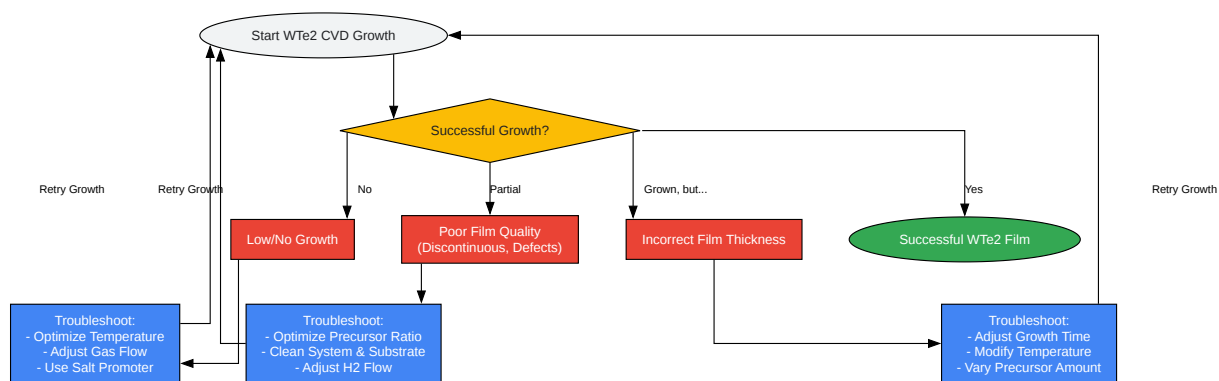 Start WTe2 CVD Growth
Successful Growth?
Retry Growth
Retry Growth
No
Partial
Grown, but...
Yes
Retry Growth
Low/No Growth
Poor Film Quality
(Discontinuous, Defects)
Incorrect Film Thickness
Successful WTe2 Film
Troubleshoot:
- Optimize Temperature
- Adjust Gas Flow
- Use Salt Promoter
Troubleshoot:
- Optimize Precursor Ratio
- Clean System & Substrate
- Adjust H2 Flow
Troubleshoot:
- Adjust Growth Time
- Modify Temperature
- Vary Precursor Amount